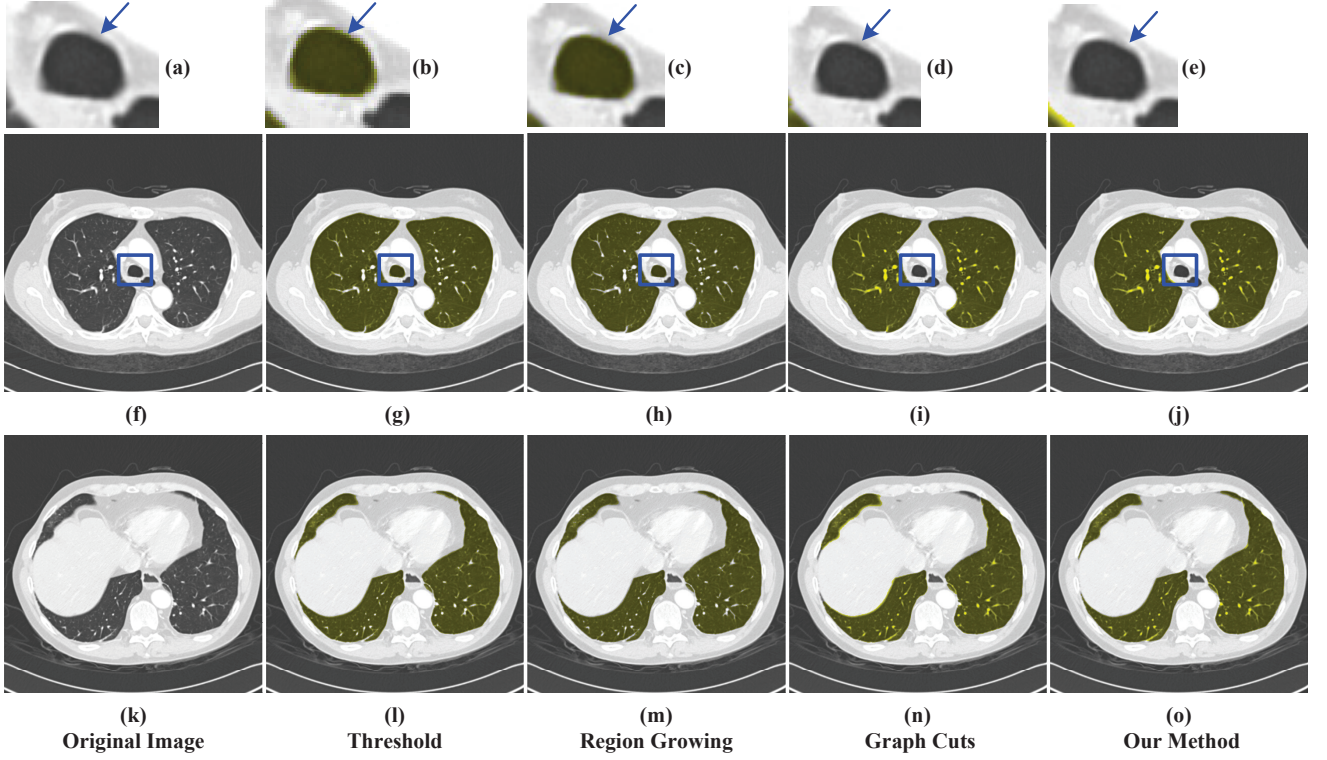 (a) (b) (c) (d) (e)
(f) (g) (h) (i) (j)
(k) (l) (m) (n) (o)
Original Image Threshold Region Growing Graph Cuts Our Method